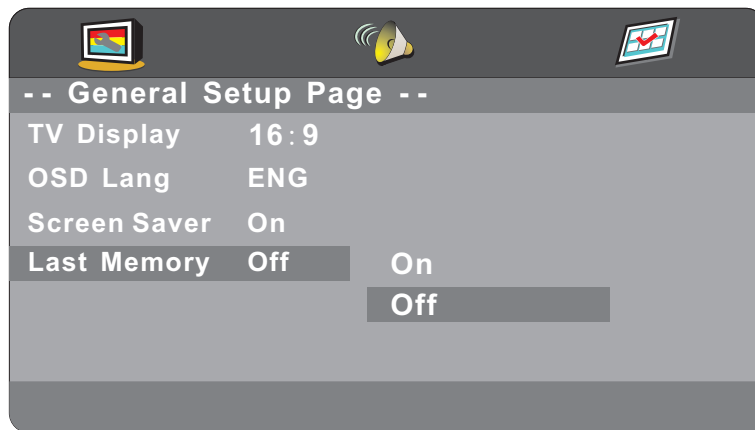 -- General Setup Page --
TV Display 16:9
OSD Lang ENG
Screen Saver On
Last Memory Off On
Off